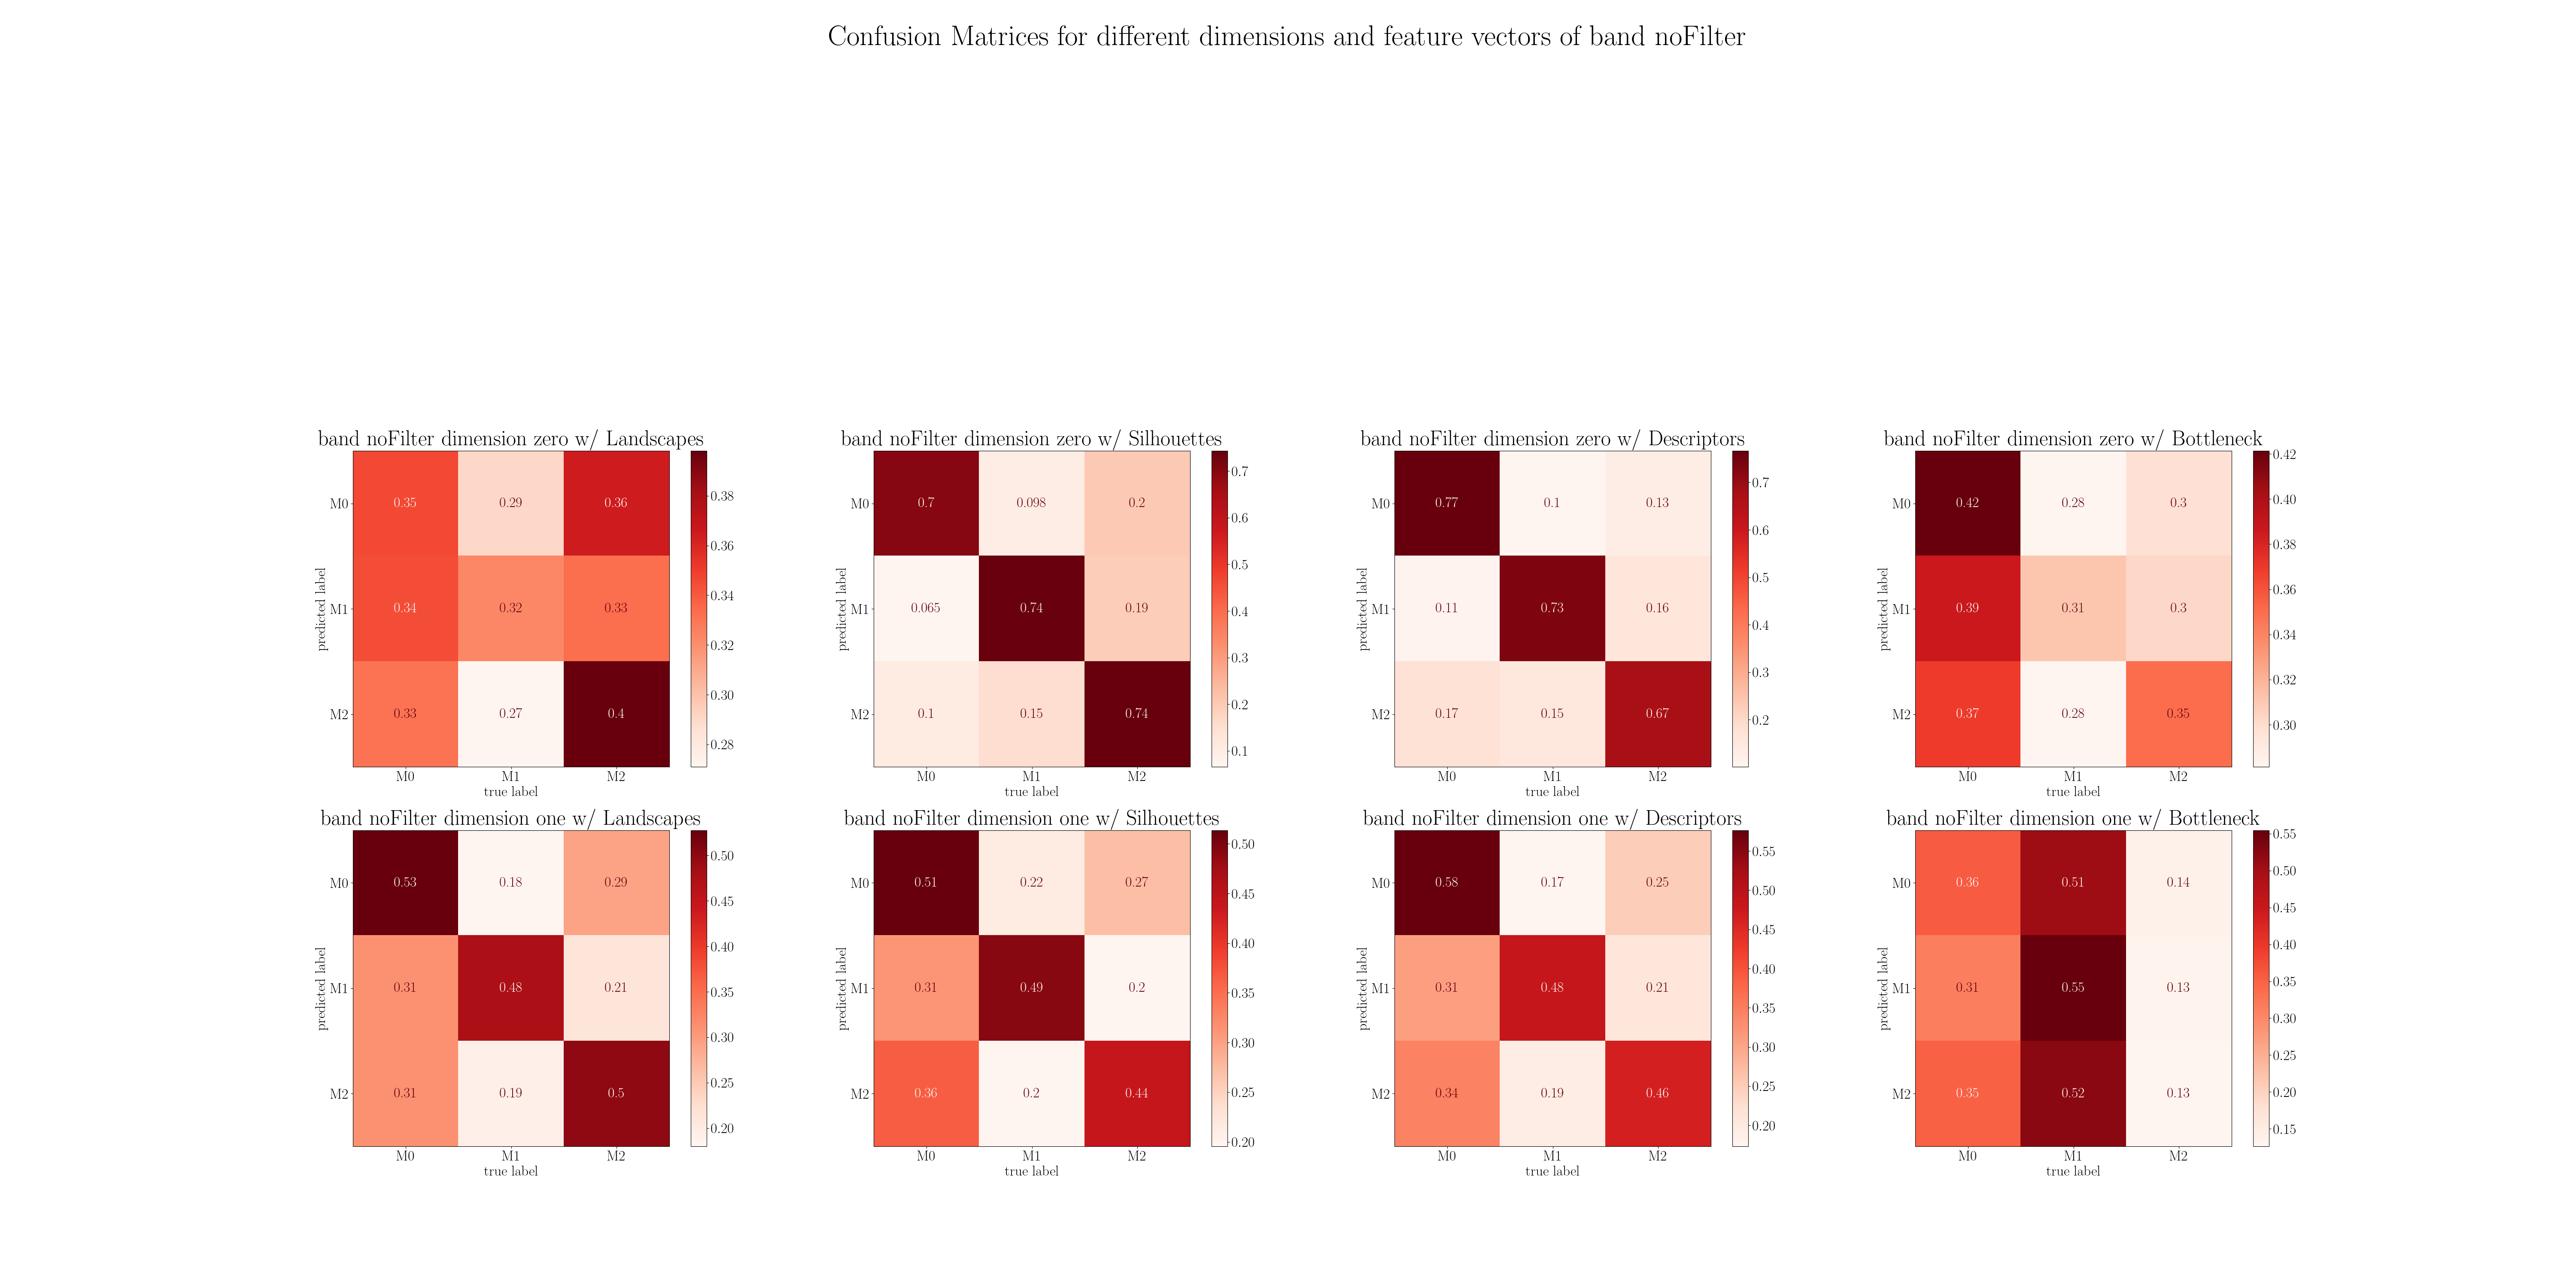 Confusion Matrices for different dimensions and feature vectors of band noFilter
band noFilter dimension zero w/ Landscapes
0.35 0.29 0.36
0.34 0.32 0.33
0.33 0.27 0.4
M0
M1
M2
predicted label
M0 M1 M2
true label
0.38
0.36
0.34
0.32
0.30
0.28
band noFilter dimension zero w/ Silhouettes
0.7 0.098 0.2
0.065 0.74 0.19
0.1 0.15 0.74
M0
M1
M2
predicted label
M0 M1 M2
true label
0.7
0.6
0.5
0.4
0.3
0.2
0.1
band noFilter dimension zero w/ Descriptors
0.77 0.1 0.13
0.11 0.73 0.16
0.17 0.15 0.67
M0
M1
M2
predicted label
M0 M1 M2
true label
0.7
0.6
0.5
0.4
0.3
0.2
band noFilter dimension zero w/ Bottleneck
0.42 0.28 0.3
0.39 0.31 0.3
0.37 0.28 0.35
M0
M1
M2
predicted label
M0 M1 M2
true label
0.42
0.40
0.38
0.36
0.34
0.32
0.30
band noFilter dimension one w/ Landscapes
0.53 0.18 0.29
0.31 0.48 0.21
0.31 0.19 0.5
M0
M1
M2
predicted label
M0 M1 M2
true label
0.50
0.45
0.40
0.35
0.30
0.25
0.20
band noFilter dimension one w/ Silhouettes
0.51 0.22 0.27
0.31 0.49 0.2
0.36 0.2 0.44
M0
M1
M2
predicted label
M0 M1 M2
true label
0.50
0.45
0.40
0.35
0.30
0.25
0.20
band noFilter dimension one w/ Descriptors
0.58 0.17 0.25
0.31 0.48 0.21
0.34 0.19 0.46
M0
M1
M2
predicted label
M0 M1 M2
true label
0.55
0.50
0.45
0.40
0.35
0.30
0.25
0.20
band noFilter dimension one w/ Bottleneck
0.36 0.51 0.14
0.31 0.55 0.13
0.35 0.52 0.13
M0
M1
M2
predicted label
M0 M1 M2
true label
0.55
0.50
0.45
0.40
0.35
0.30
0.25
0.20
0.15